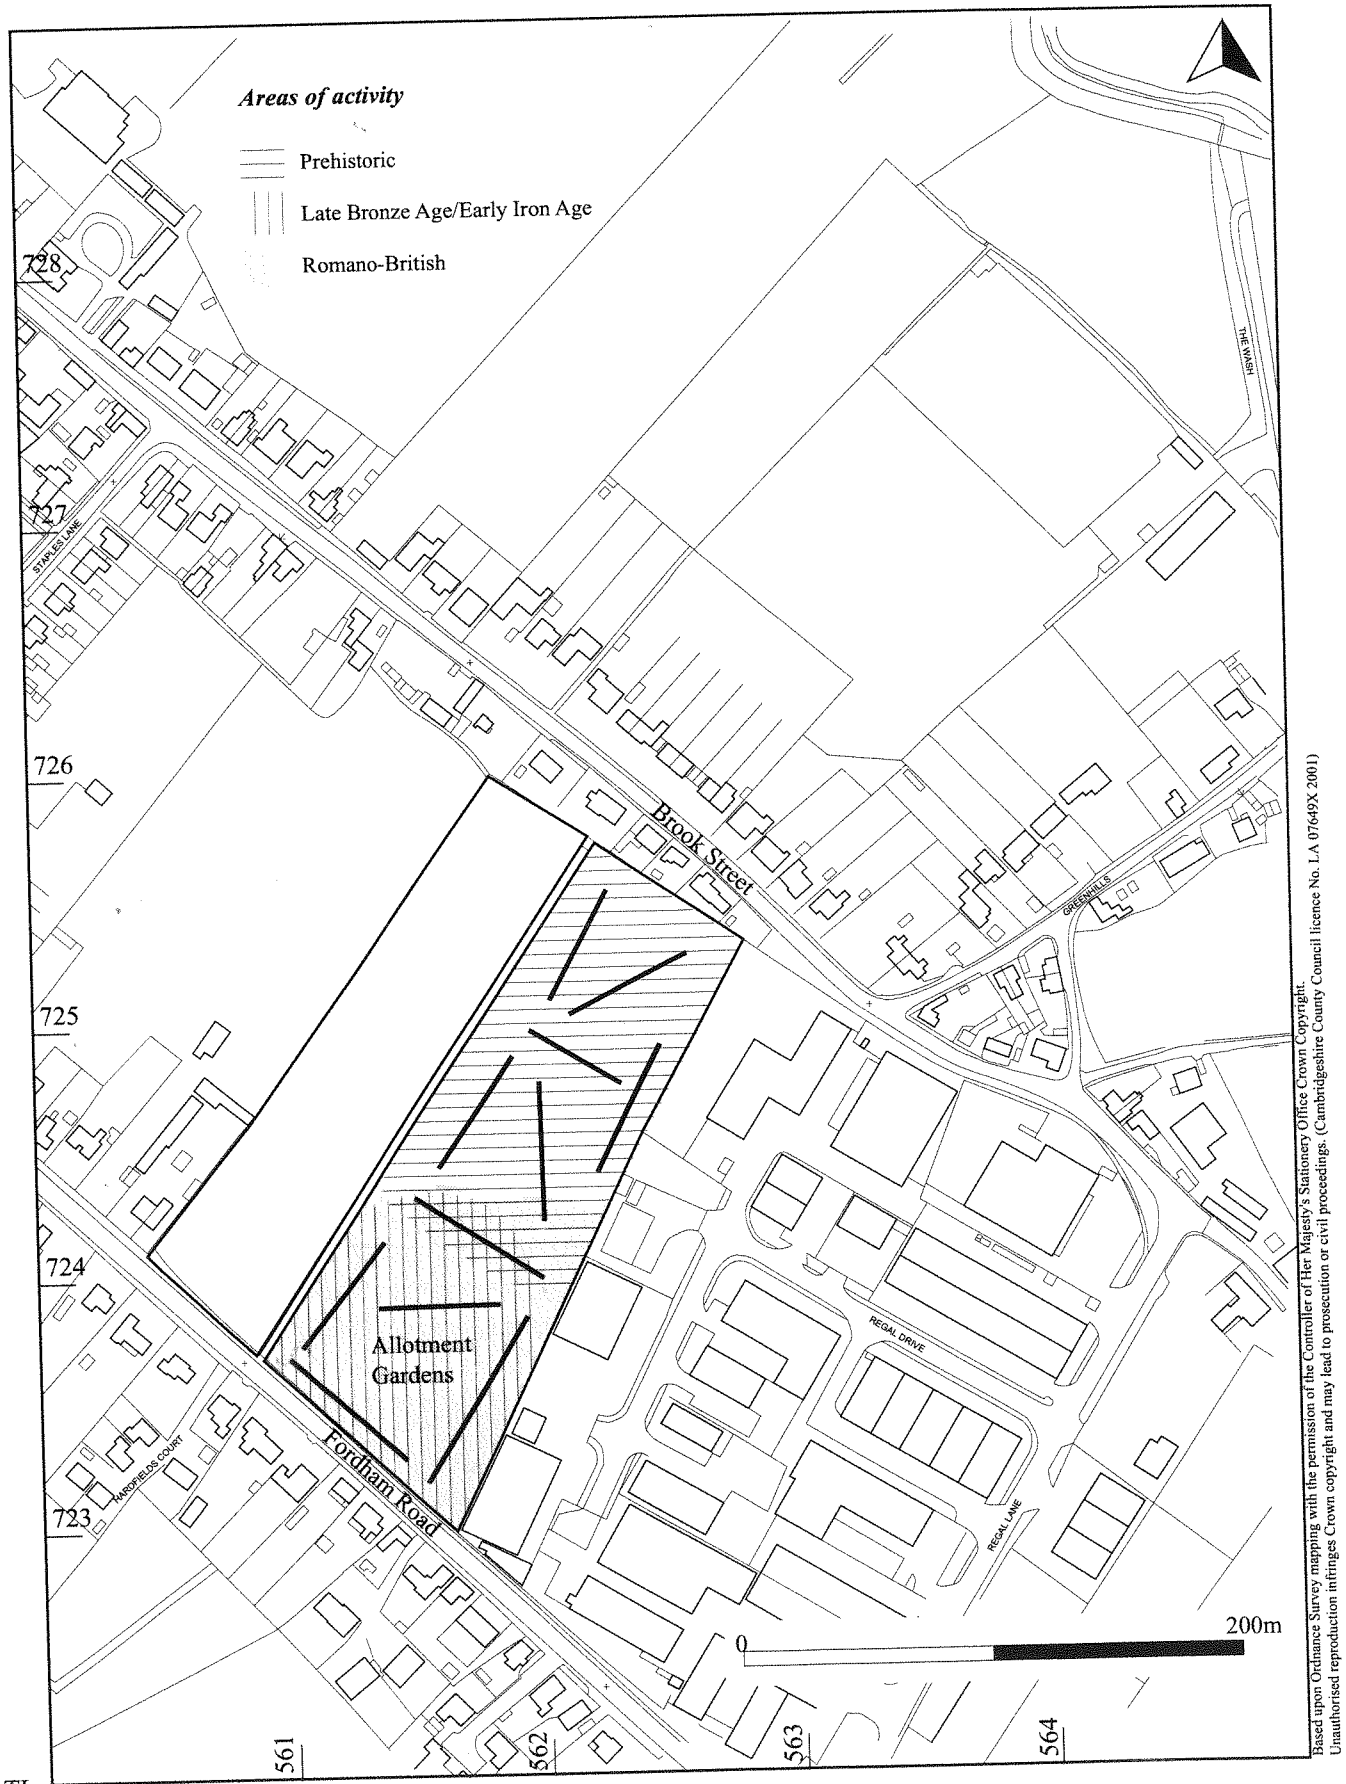 Areas of activity
Prehistoric
Late Bronze Age/Early Iron Age
Romano-British
728
THE WASH
727
STAPLES LANE
726
Brook Street
GREENHILLS
725
724
REGAL DRIVE
Allotment
Gardens
HARDFIELDS COURT
Fordham Road
723
REGAL LANE
0
200m
561
562
563
564
Based upon Ordnance Survey mapping with the permission of the Controller of Her Majesty's Stationery Office Crown Copyright.
Unauthorised reproduction infringes Crown copyright and may lead to prosecution or civil proceedings. (Cambridgeshire County Council licence No. LA 07649X 2001)